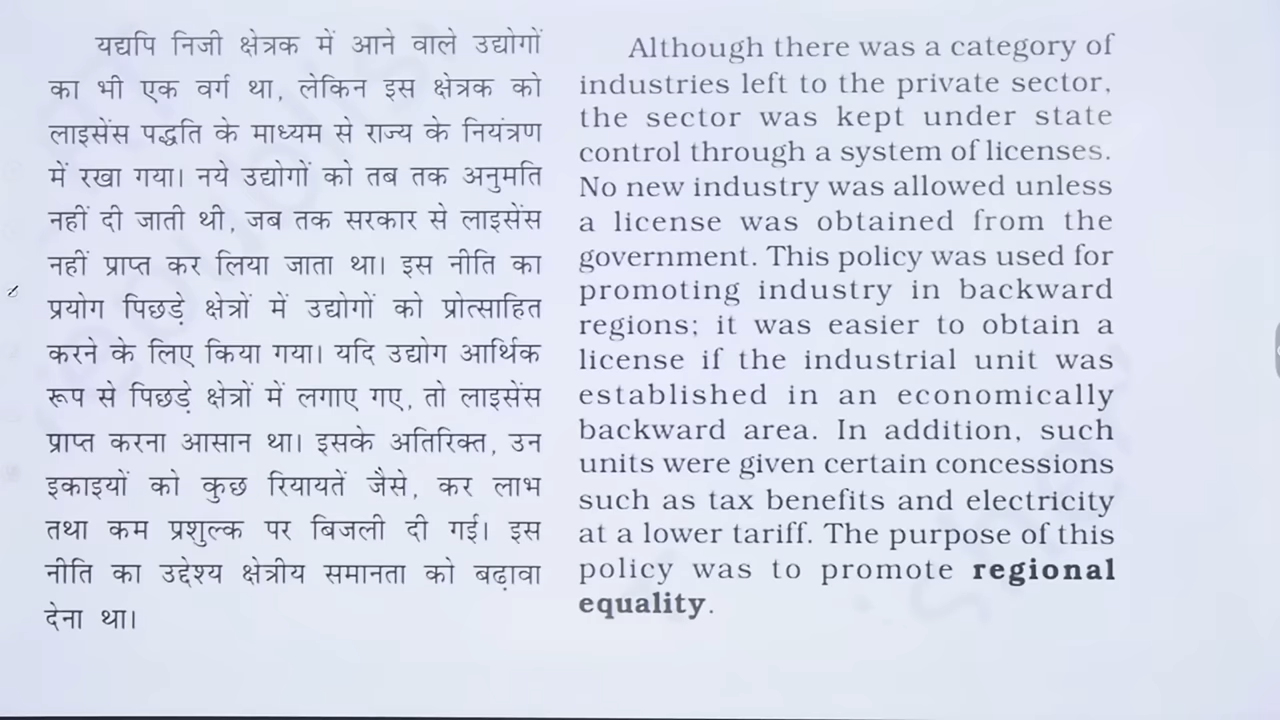 यद्यपि निजी क्षेत्रक में आने वाले उद्योगों
का भी एक वर्ग था, लेकिन इस क्षेत्रक को
लाइसेंस पद्धति के माध्यम से राज्य के नियंत्रण
में रखा गया। नये उद्योगों को तब तक अनुमति
नहीं दी जाती थी, जब तक सरकार से लाइसेंस
नहीं प्राप्त कर लिया जाता था। इस नीति का
प्रयोग पिछड़े क्षेत्रों में उद्योगों को प्रोत्साहित
करने के लिए किया गया। यदि उद्योग आर्थिक
रूप से पिछड़े क्षेत्रों में लगाए गए, तो लाइसेंस
प्राप्त करना आसान था। इसके अतिरिक्त, उन
इकाइयों को कुछ रियायतें जैसे, कर लाभ
तथा कम प्रशुल्क पर बिजली दी गई। इस
नीति का उद्देश्य क्षेत्रीय समानता को बढ़ावा
देना था।
Although there was a category of
industries left to the private sector,
the sector was kept under state
control through a system of licenses.
No new industry was allowed unless
a license was obtained from the
government. This policy was used for
promoting industry in backward
regions; it was easier to obtain a
license if the industrial unit was
established in an economically
backward area. In addition, such
units were given certain concessions
such as tax benefits and electricity
at a lower tariff. The purpose of this
policy was to promote regional
equality.